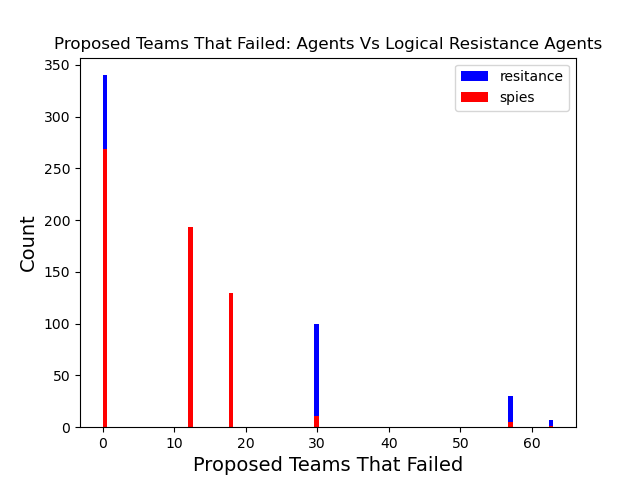 Proposed Teams That Failed: Agents Vs Logical Resistance Agents
350
300
250
200
150
100
50
0
Count
resitance
spies
0 10 20 30 40 50 60
Proposed Teams That Failed